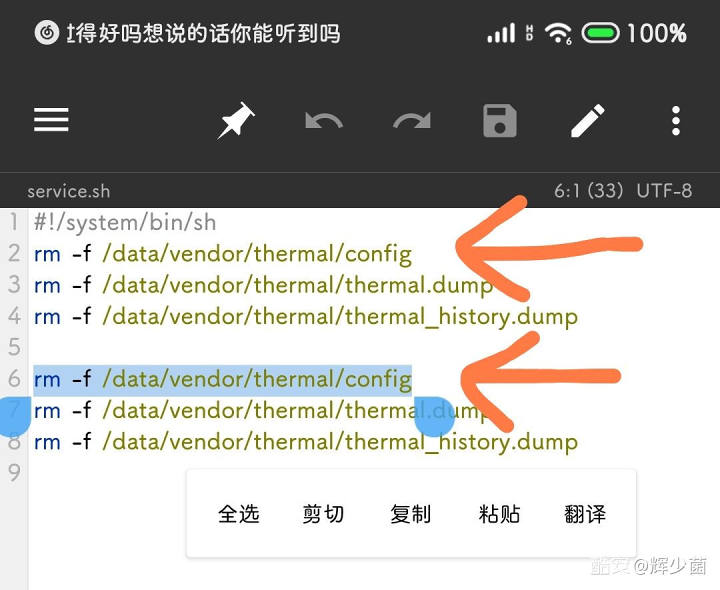 得好吗想说的话你能听到吗 HD 6 100%
service.sh 6:1 (33) UTF-8
1 #!/system/bin/sh
2 rm -f /data/vendor/thermal/config
3 rm -f /data/vendor/thermal/thermal.dump
4 rm -f /data/vendor/thermal/thermal_history.dump
5
6 rm -f /data/vendor/thermal/config
7 rm -f /data/vendor/thermal/thermal.dump
8 rm -f /data/vendor/thermal/thermal_history.dump
9
全选 剪切 复制 粘贴 翻译
酷安@辉少菌